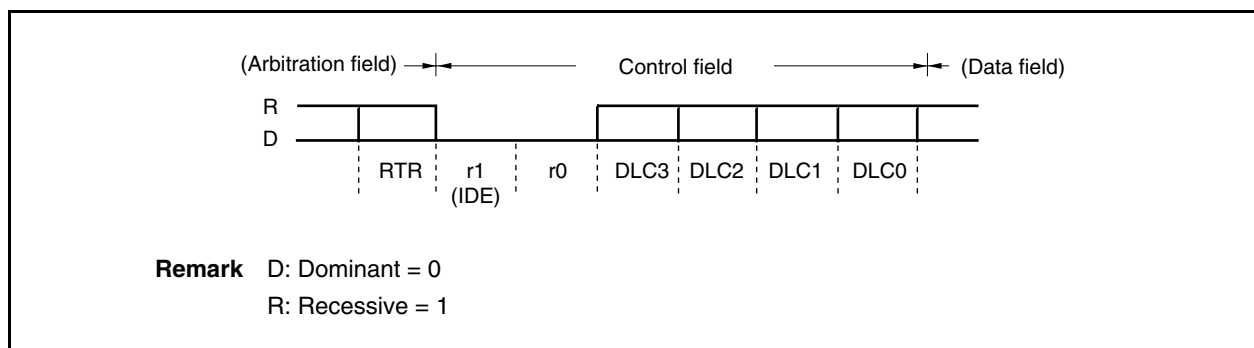 (Arbitration field) Control field (Data field)
R
D
RTR r1 r0 DLC3 DLC2 DLC1 DLC0
(IDE)
Remark D: Dominant = 0
R: Recessive = 1